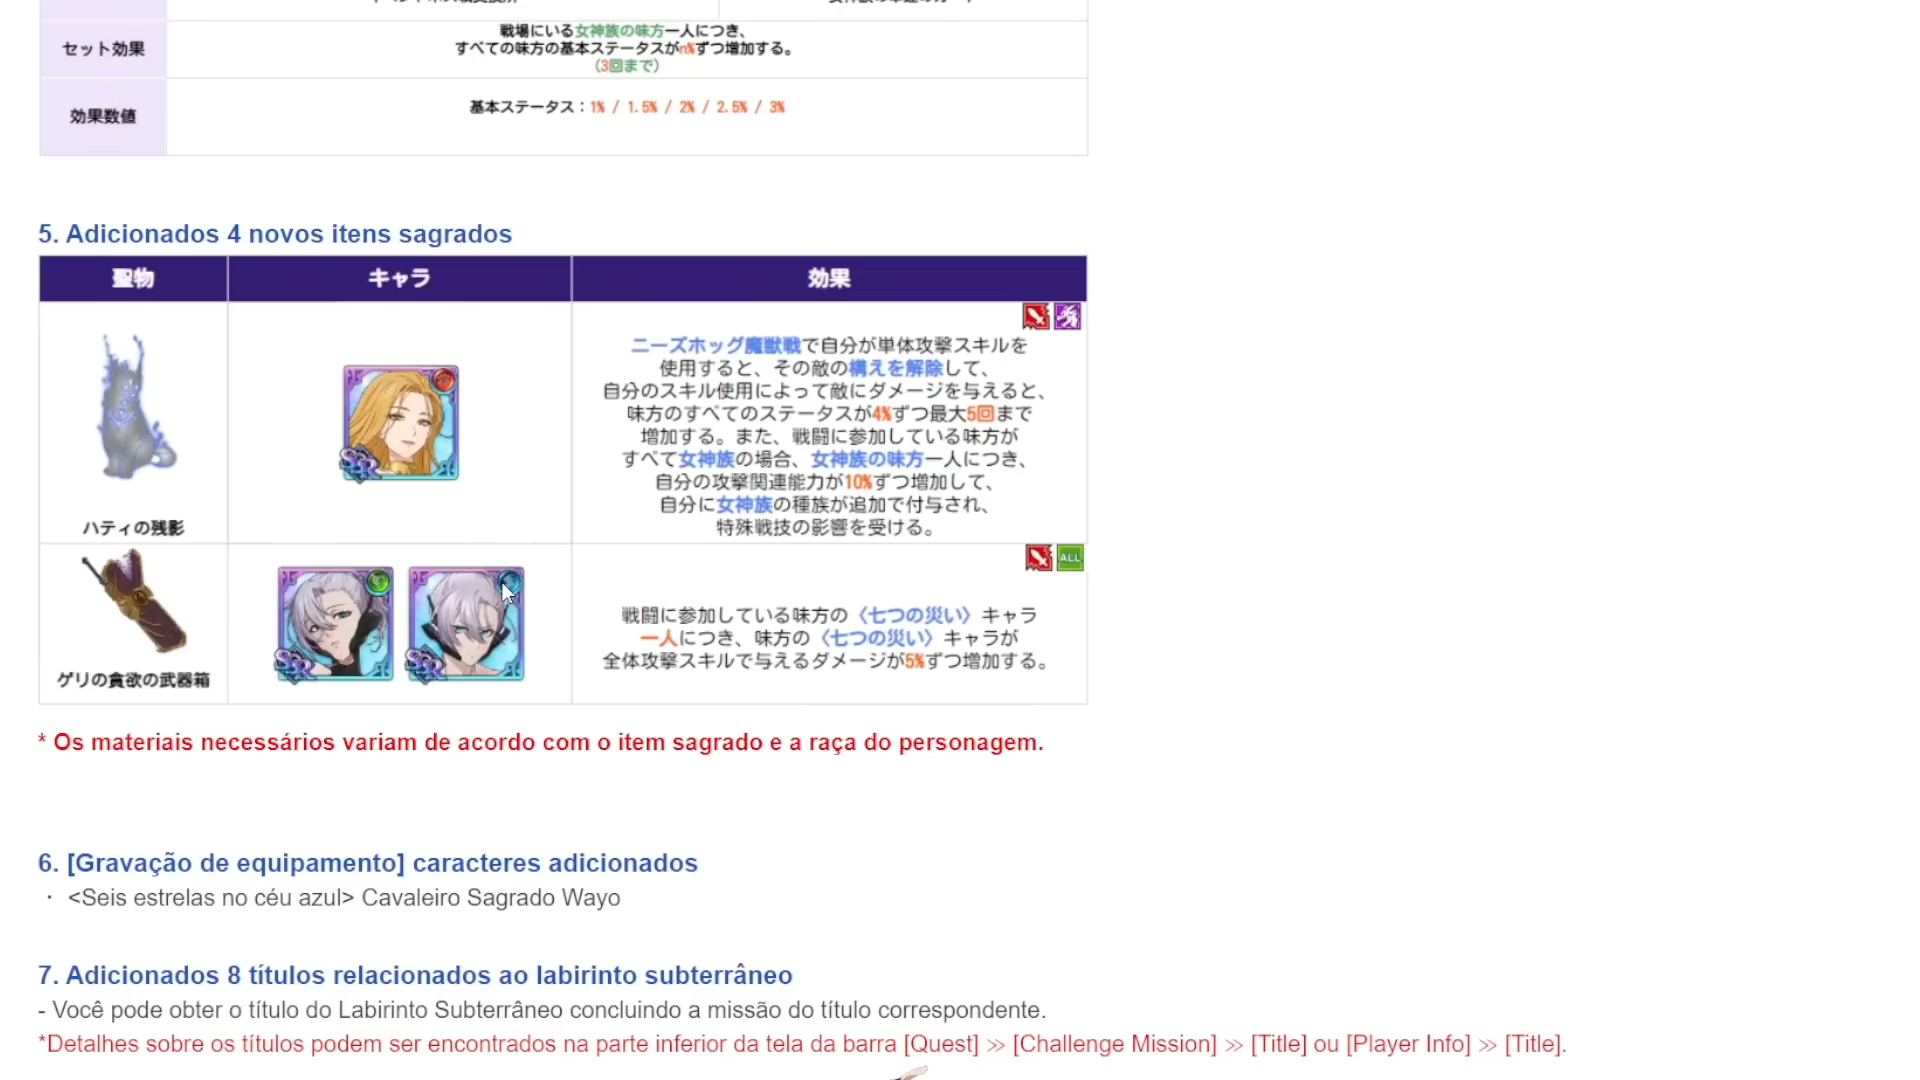 セット効果
戦場にいる女神族の味方一人につき、
すべての味方の基本ステータスがn%ずつ増加する。
(3回まで)
効果数値
基本ステータス：1% / 1.5% / 2% / 2.5% / 3%
5. Adicionados 4 novos itens sagrados
聖物
キャラ
効果
ニーズホッグ魔獣戦で自分が単体攻撃スキルを
使用すると、その敵の構えを解除して、
自分のスキル使用によって敵にダメージを与えると、
味方のすべてのステータスが4%ずつ最大5回まで
増加する。また、戦闘に参加している味方が
すべて女神族の場合、女神族の味方一人につき、
自分の攻撃関連能力が10%ずつ増加して、
自分に女神族の種族が追加で付与され、
特殊戦技の影響を受ける。
SSR
ハティの残影
ALL
戦闘に参加している味方の〈七つの災い〉キャラ
一人につき、味方の〈七つの災い〉キャラが
全体攻撃スキルで与えるダメージが5%ずつ増加する。
SSR
SSR
ゲリの貪欲の武器箱
* Os materiais necessários variam de acordo com o item sagrado e a raça do personagem.
6. [Gravação de equipamento] caracteres adicionados
· <Seis estrelas no céu azul> Cavaleiro Sagrado Wayo
7. Adicionados 8 títulos relacionados ao labirinto subterrâneo
- Você pode obter o título do Labirinto Subterrâneo concluindo a missão do título correspondente.
*Detalhes sobre os títulos podem ser encontrados na parte inferior da tela da barra [Quest] >> [Challenge Mission] >> [Title] ou [Player Info] >> [Title].